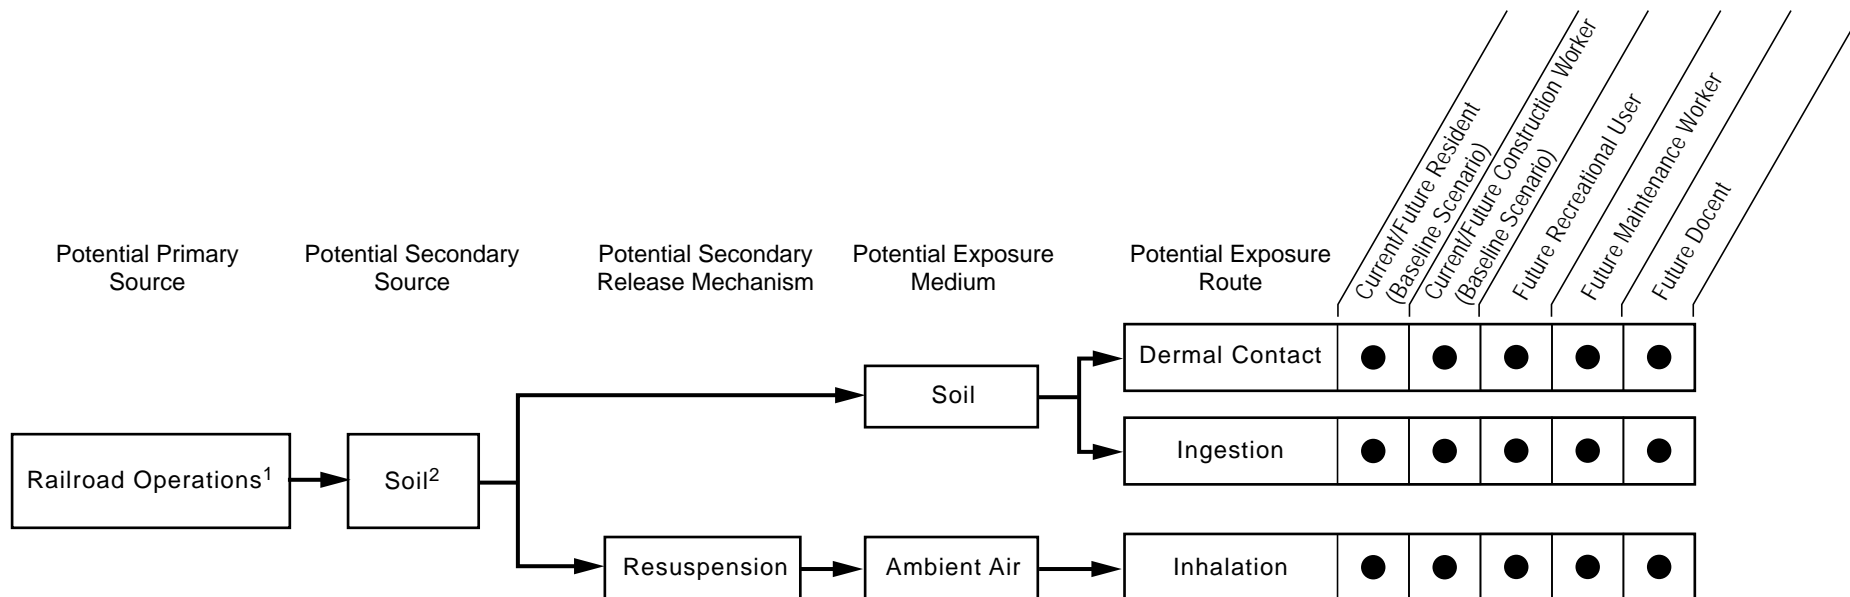 Current/Future Resident
(Baseline Scenario)
Current/Future Construction Worker
(Baseline Scenario)
Future Recreational User
Future Maintenance Worker
Future Docent
Potential Primary
Source
Potential Secondary
Source
Potential Secondary
Release Mechanism
Potential Exposure
Medium
Potential Exposure
Route
Dermal Contact
Soil
Ingestion
Railroad Operations1
Soil2
Resuspension
Ambient Air
Inhalation